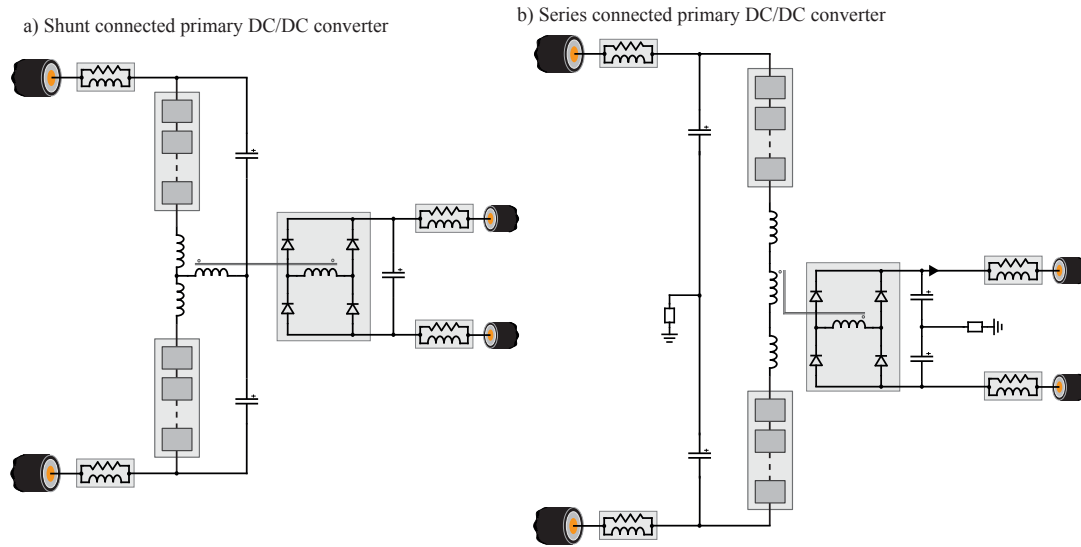 a) Shunt connected primary DC/DC converter
b) Series connected primary DC/DC converter